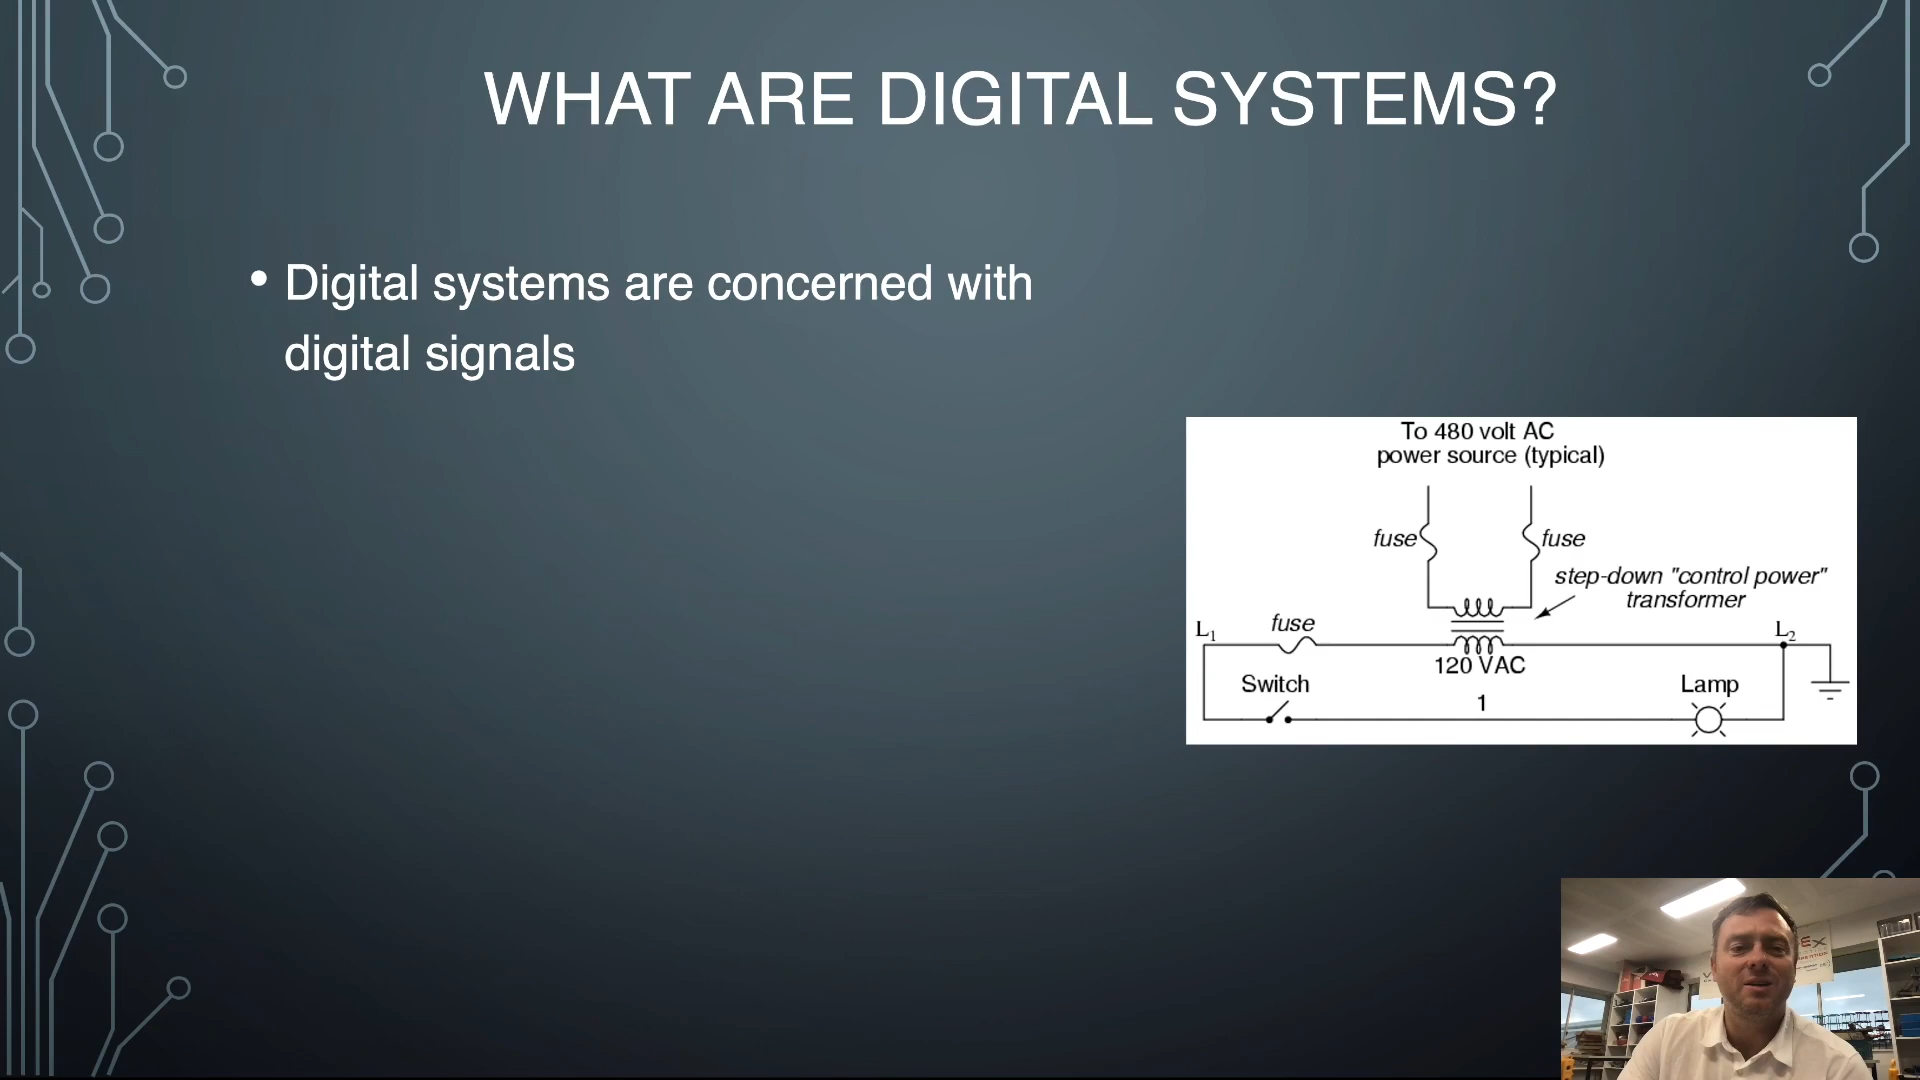 WHAT ARE DIGITAL SYSTEMS?
• Digital systems are concerned with
digital signals
To 480 volt AC
power source (typical)
fuse
fuse
step-down "control power"
transformer
L1
fuse
L2
120 VAC
Switch
1
Lamp